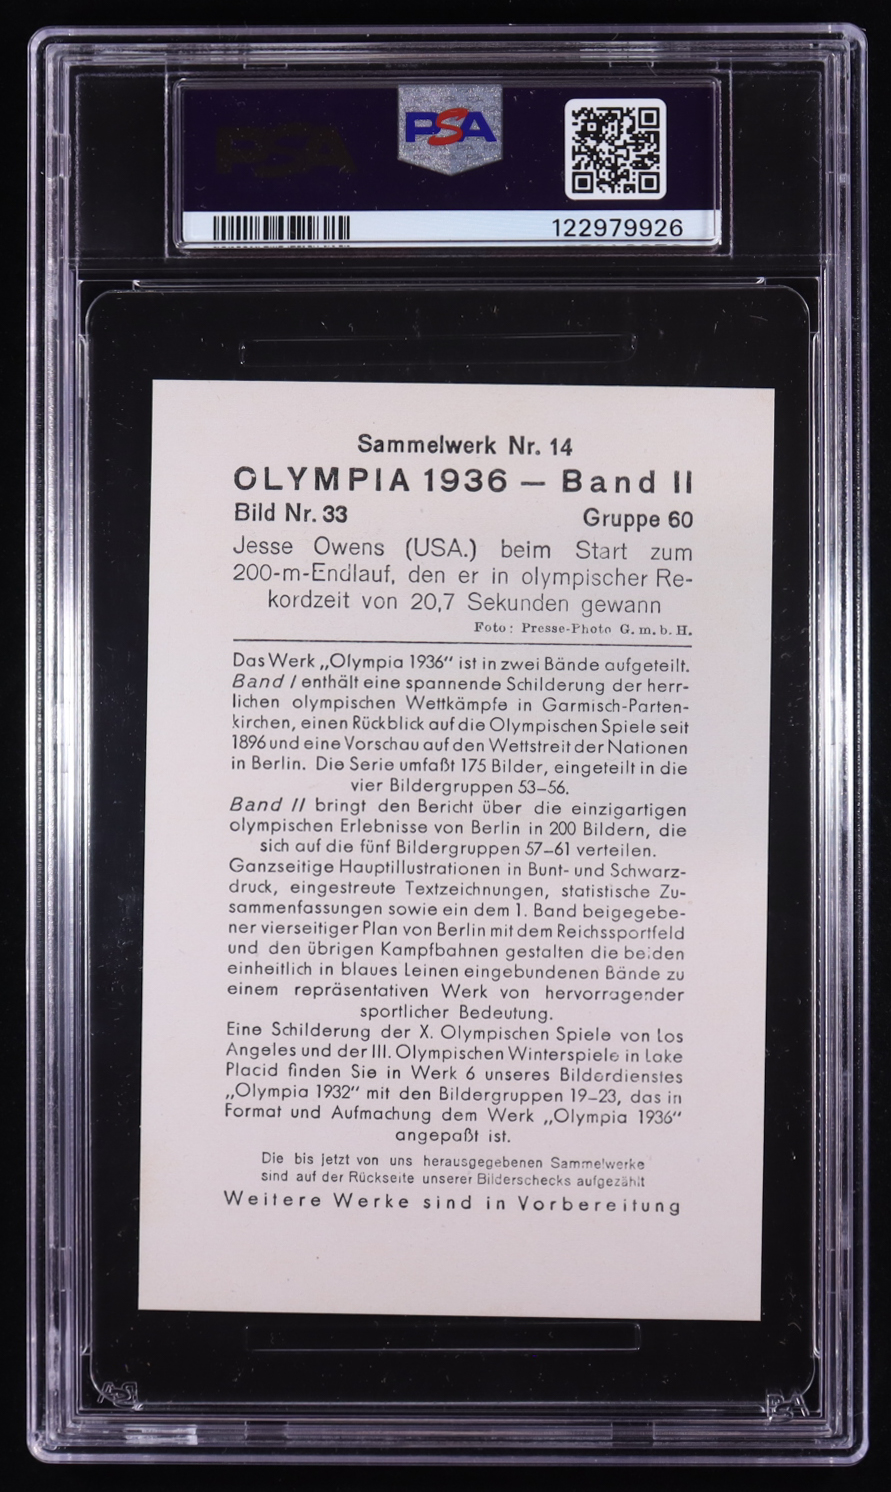 PSA
PSA
122979926
Sammelwerk Nr. 14
OLYMPIA 1936 — Band II
Bild Nr. 33 Gruppe 60
Jesse Owens (USA.) beim Start zum
200-m-Endlauf, den er in olympischer Re-
kordzeit von 20,7 Sekunden gewann
Foto: Presse-Photo G. m. b. H.
Das Werk „Olympia 1936“ ist in zwei Bände aufgeteilt.
Band I enthält eine spannende Schilderung der herr-
lichen olympischen Wettkämpfe in Garmisch-Parten-
kirchen, einen Rückblick auf die Olympischen Spiele seit
1896 und eine Vorschau auf den Wettstreit der Nationen
in Berlin. Die Serie umfaßt 175 Bilder, eingeteilt in die
vier Bildergruppen 53–56.
Band II bringt den Bericht über die einzigartigen
olympischen Erlebnisse von Berlin in 200 Bildern, die
sich auf die fünf Bildergruppen 57–61 verteilen.
Ganzseitige Hauptillustrationen in Bunt- und Schwarz-
druck, eingestreute Textzeichnungen, statistische Zu-
sammenfassungen sowie ein dem 1. Band beigegebe-
ner vierseitiger Plan von Berlin mit dem Reichssportfeld
und den übrigen Kampfbahnen gestalten die beiden
einheitlich in blaues Leinen eingebundenen Bände zu
einem repräsentativen Werk von hervorragender
sportlicher Bedeutung.
Eine Schilderung der X. Olympischen Spiele von Los
Angeles und der III. Olympischen Winterspiele in Lake
Placid finden Sie in Werk 6 unseres Bilderdienstes
„Olympia 1932“ mit den Bildergruppen 19–23, das in
Format und Aufmachung dem Werk „Olympia 1936“
angepaßt ist.
Die bis jetzt von uns herausgegebenen Sammelwerke
sind auf der Rückseite unserer Bilderschecks aufgezählt
Weitere Werke sind in Vorbereitung